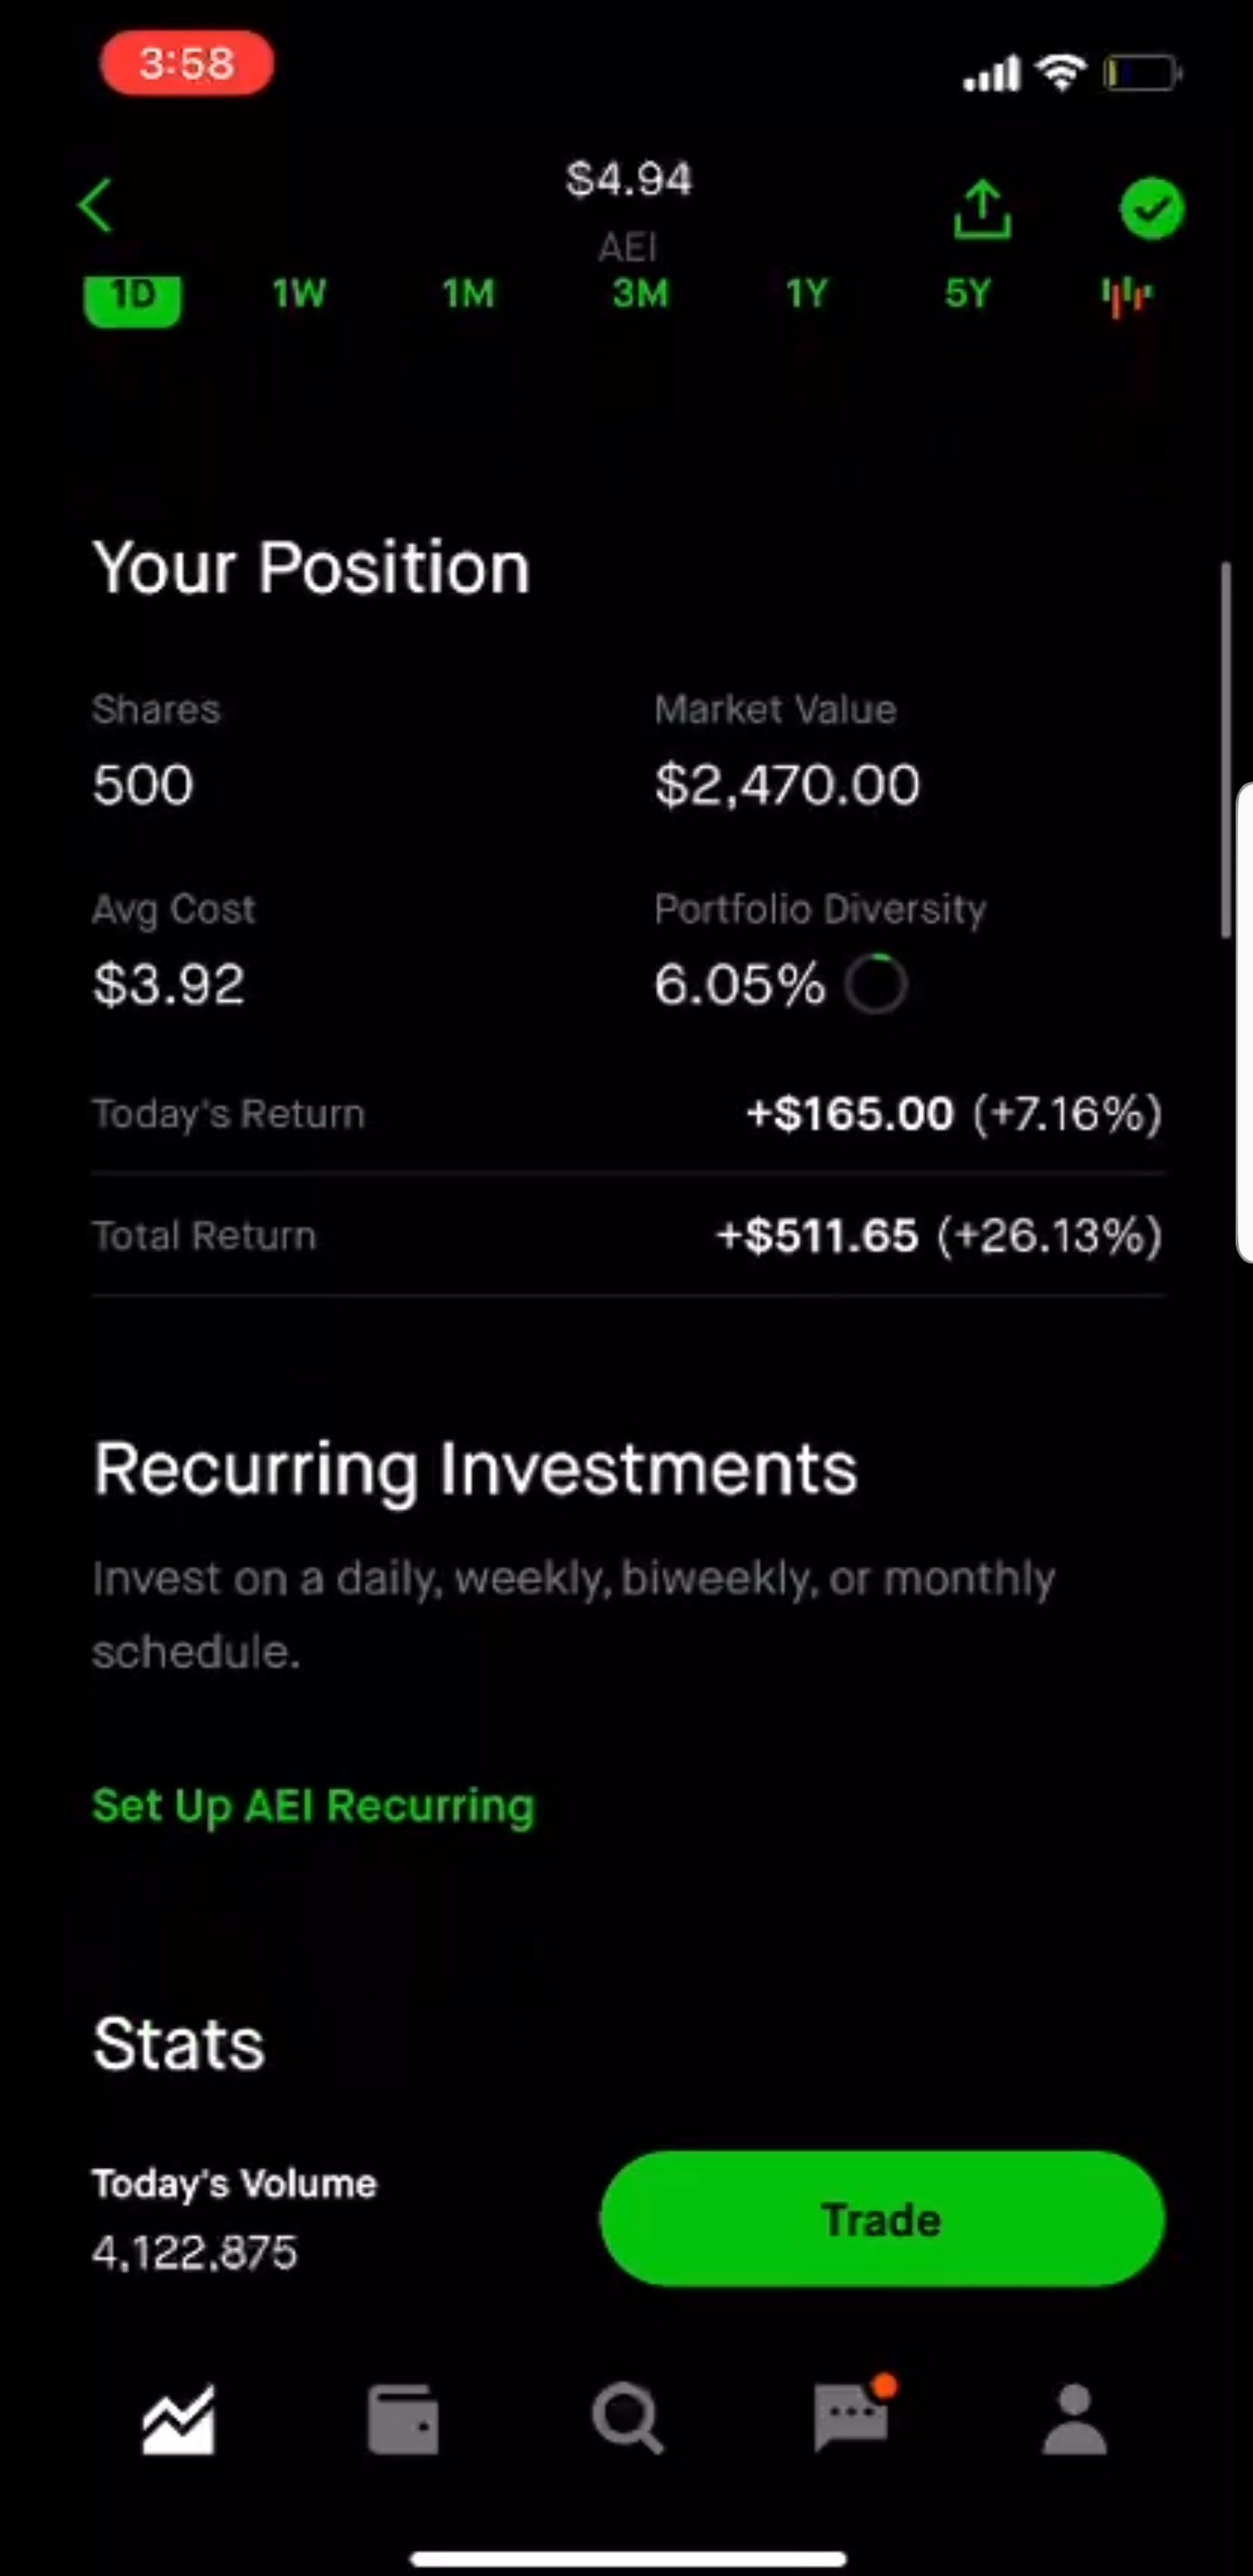 3:58
$4.94
AEI
1D 1W 1M 3M 1Y 5Y
Your Position
Shares Market Value
500 $2,470.00
Avg Cost Portfolio Diversity
$3.92 6.05%
Today's Return +$165.00 (+7.16%)
Total Return +$511.65 (+26.13%)
Recurring Investments
Invest on a daily, weekly, biweekly, or monthly
schedule.
Set Up AEI Recurring
Stats
Today's Volume
4,122,875
Trade